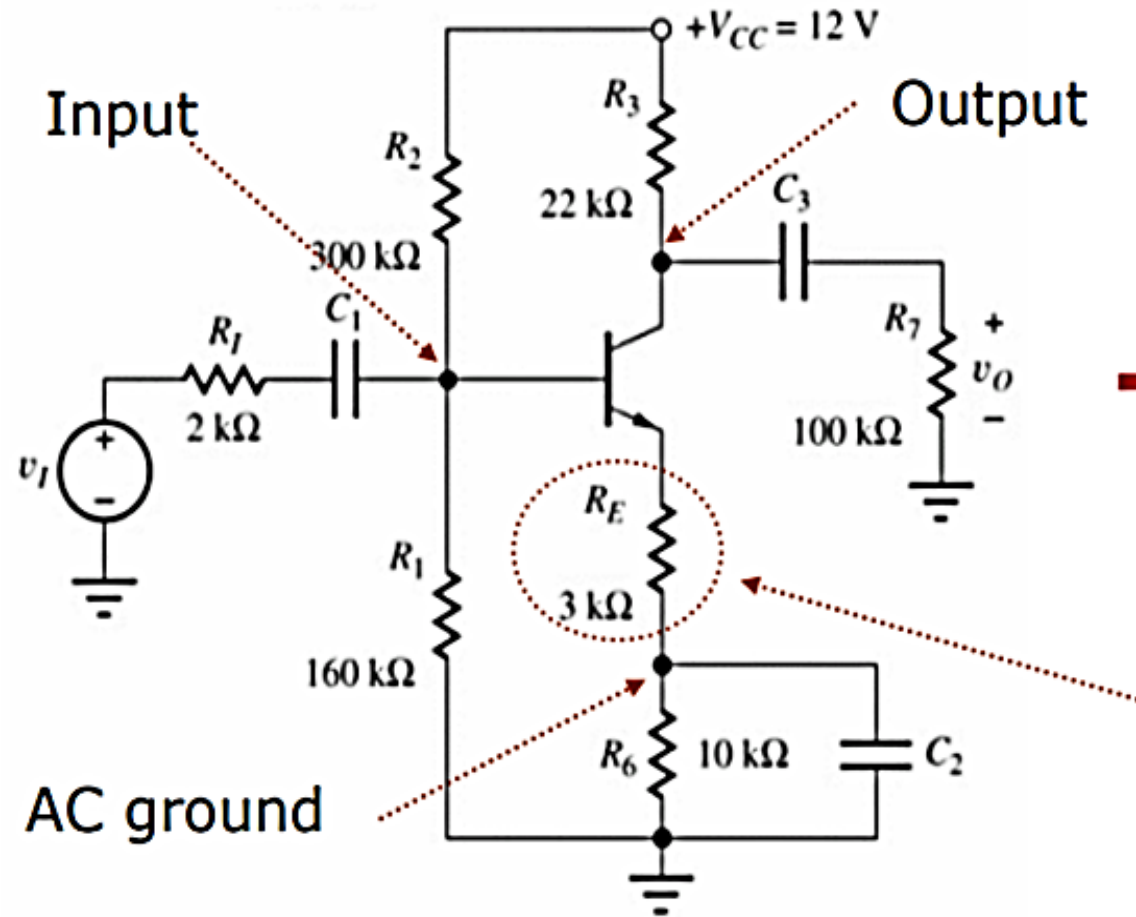 +V_CC = 12 V
R_3
Output
Input
R_2
22 kΩ
C_3
300 kΩ
C_1
R_I
R_7
+
v_O
−
2 kΩ
100 kΩ
+
v_I
−
R_E
R_1
3 kΩ
160 kΩ
R_6
10 kΩ
C_2
AC ground